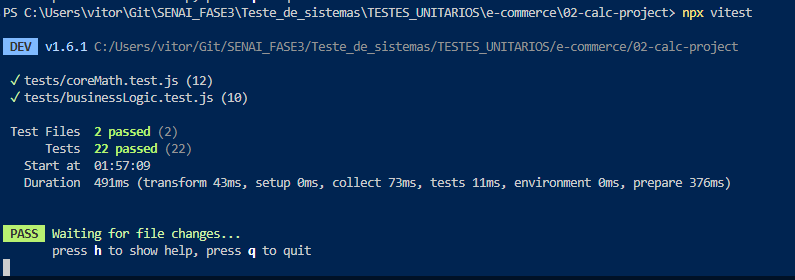 PS C:\Users\vitor\Git\SENAI_FASE3\Teste_de_sistemas\TESTES_UNITARIOS\e-commerce\02-calc-project> npx vitest
DEV v1.6.1 C:/Users/vitor/Git/SENAI_FASE3/Teste_de_sistemas/TESTES_UNITARIOS/e-commerce/02-calc-project
✓ tests/coreMath.test.js (12)
✓ tests/businessLogic.test.js (10)
Test Files 2 passed (2)
Tests 22 passed (22)
Start at 01:57:09
Duration 491ms (transform 43ms, setup 0ms, collect 73ms, tests 11ms, environment 0ms, prepare 376ms)
PASS Waiting for file changes...
press h to show help, press q to quit